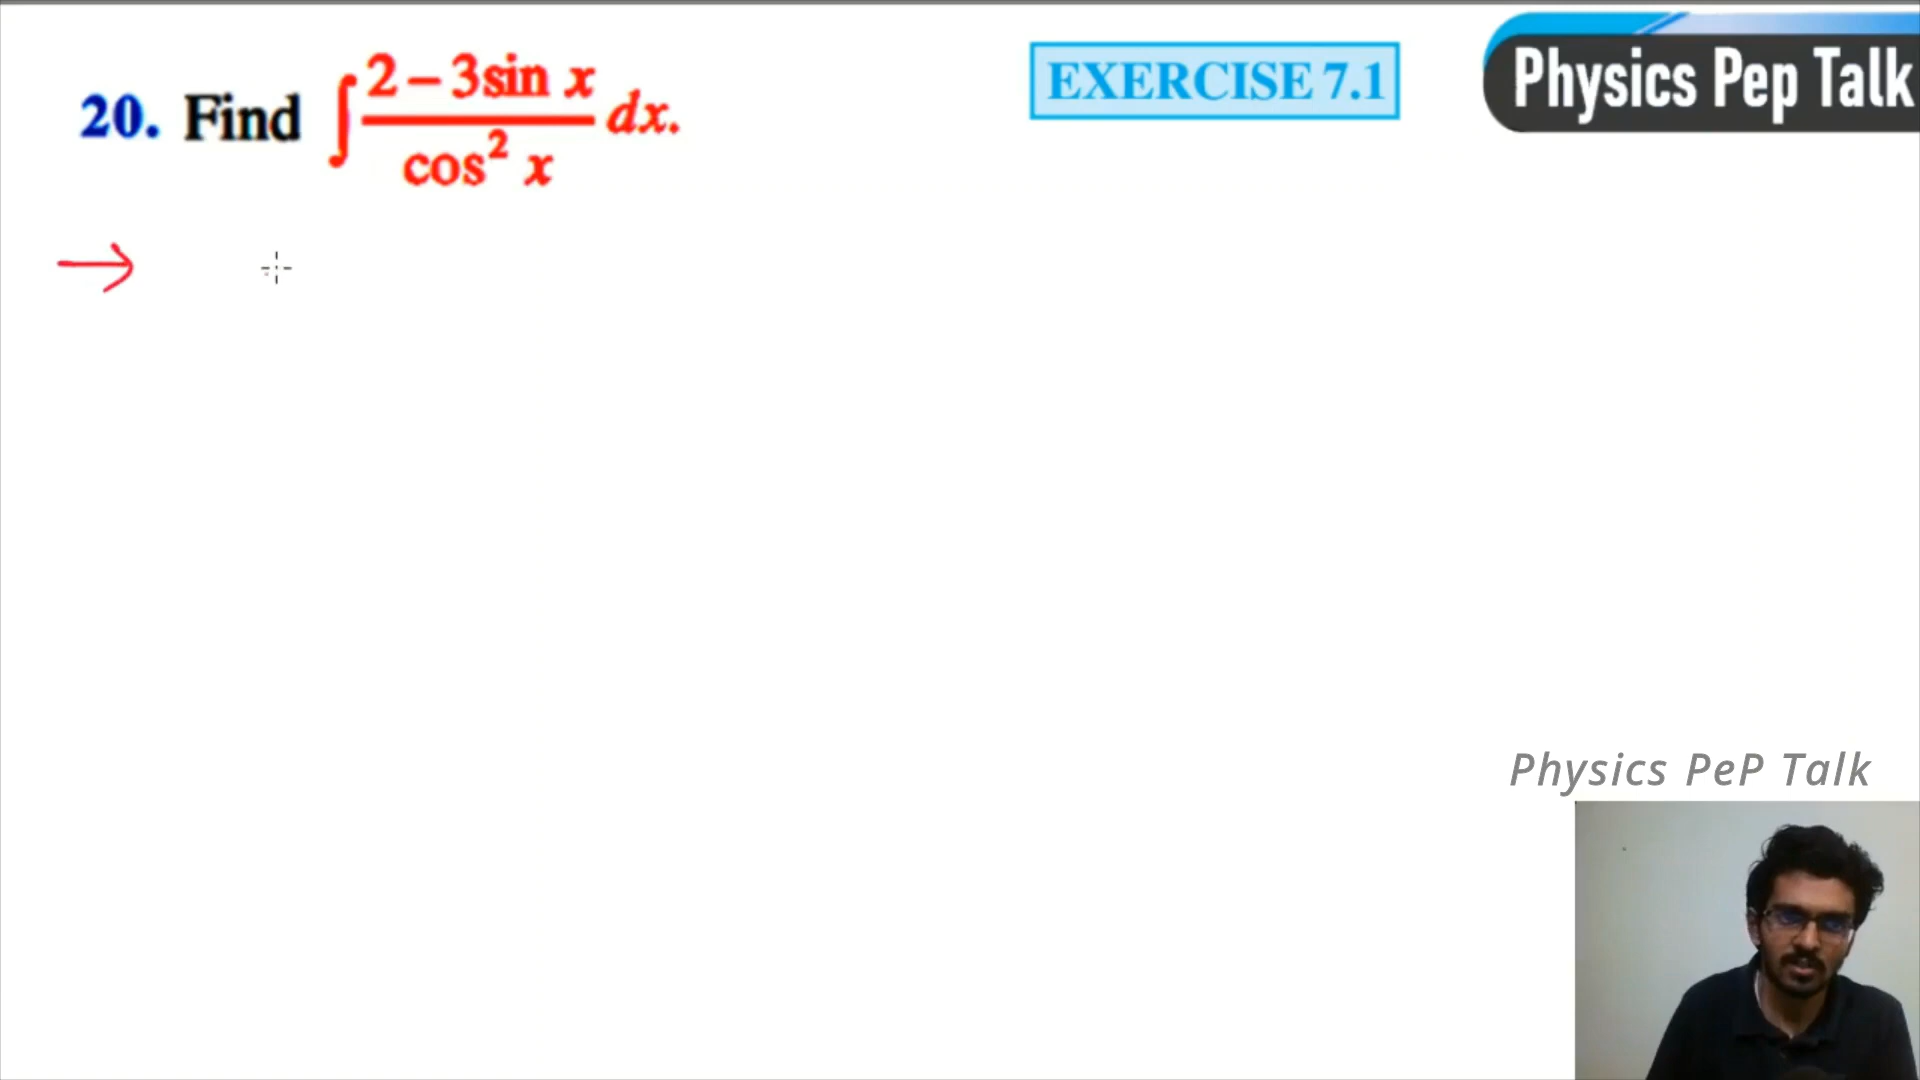 20. Find ∫ (2 – 3sin x)/(cos² x) dx.
EXERCISE 7.1
Physics Pep Talk
Physics PeP Talk